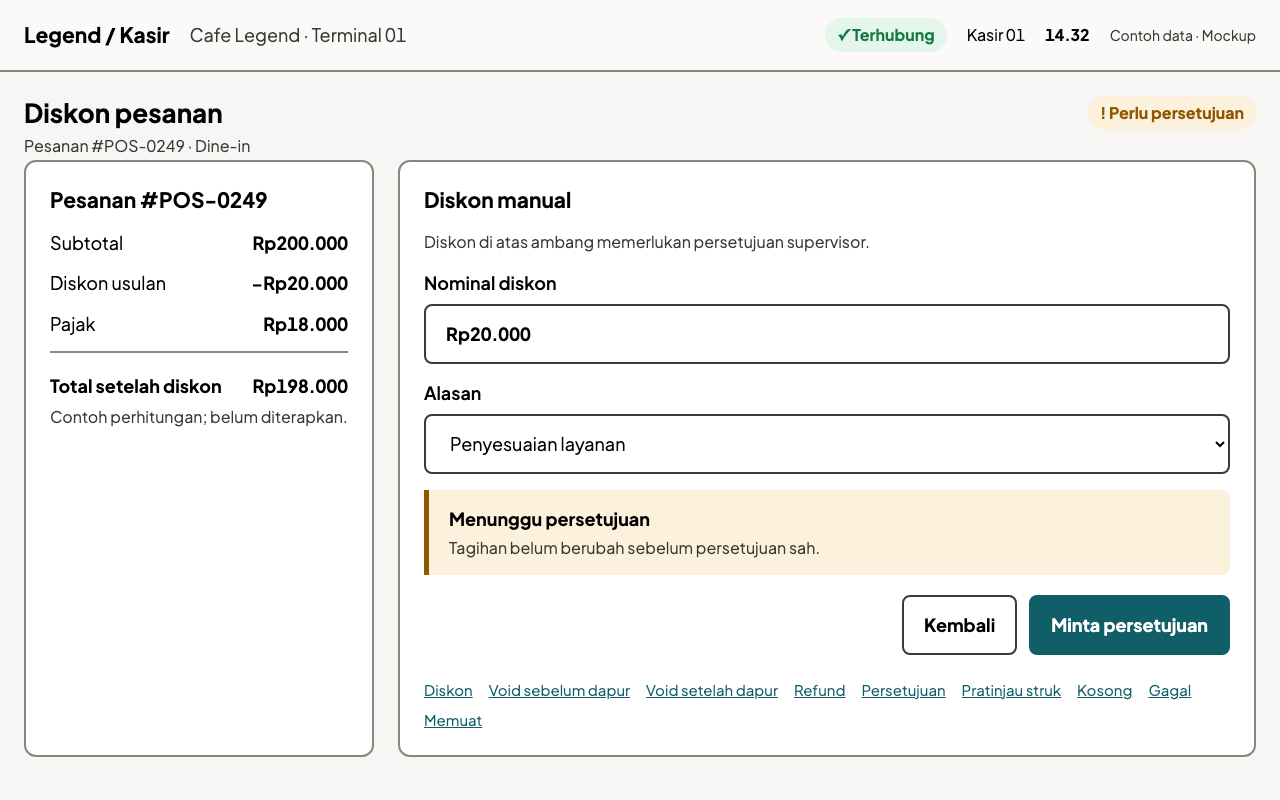 Legend / Kasir Cafe Legend · Terminal 01 ✓Terhubung Kasir 01 14.32 Contoh data · Mockup
Diskon pesanan ! Perlu persetujuan
Pesanan #POS-0249 · Dine-in
Pesanan #POS-0249
Subtotal Rp200.000
Diskon usulan −Rp20.000
Pajak Rp18.000
Total setelah diskon Rp198.000
Contoh perhitungan; belum diterapkan.
Diskon manual
Diskon di atas ambang memerlukan persetujuan supervisor.
Nominal diskon
Rp20.000
Alasan
Penyesuaian layanan
Menunggu persetujuan
Tagihan belum berubah sebelum persetujuan sah.
Kembali Minta persetujuan
Diskon Void sebelum dapur Void setelah dapur Refund Persetujuan Pratinjau struk Kosong Gagal
Memuat